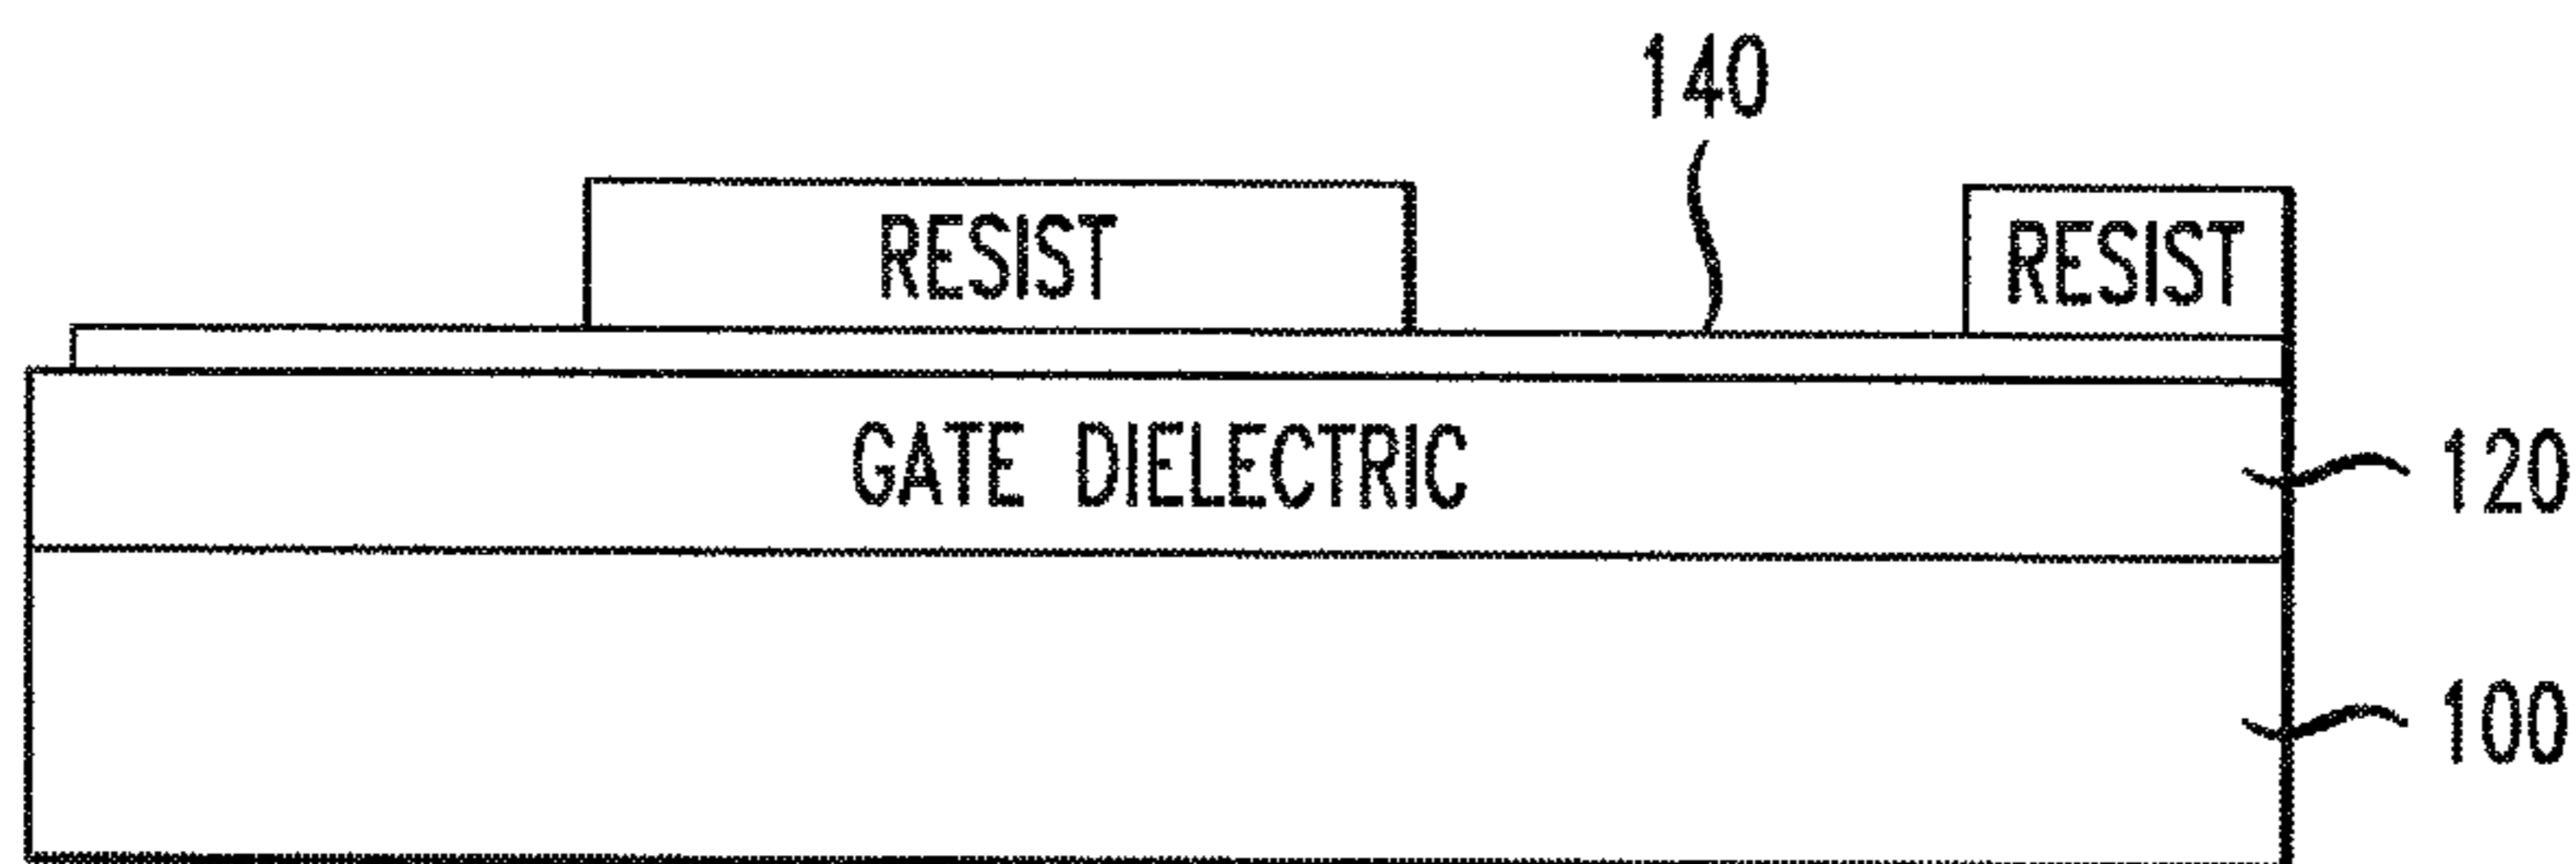 140
RESIST
RESIST
GATE DIELECTRIC
120
100